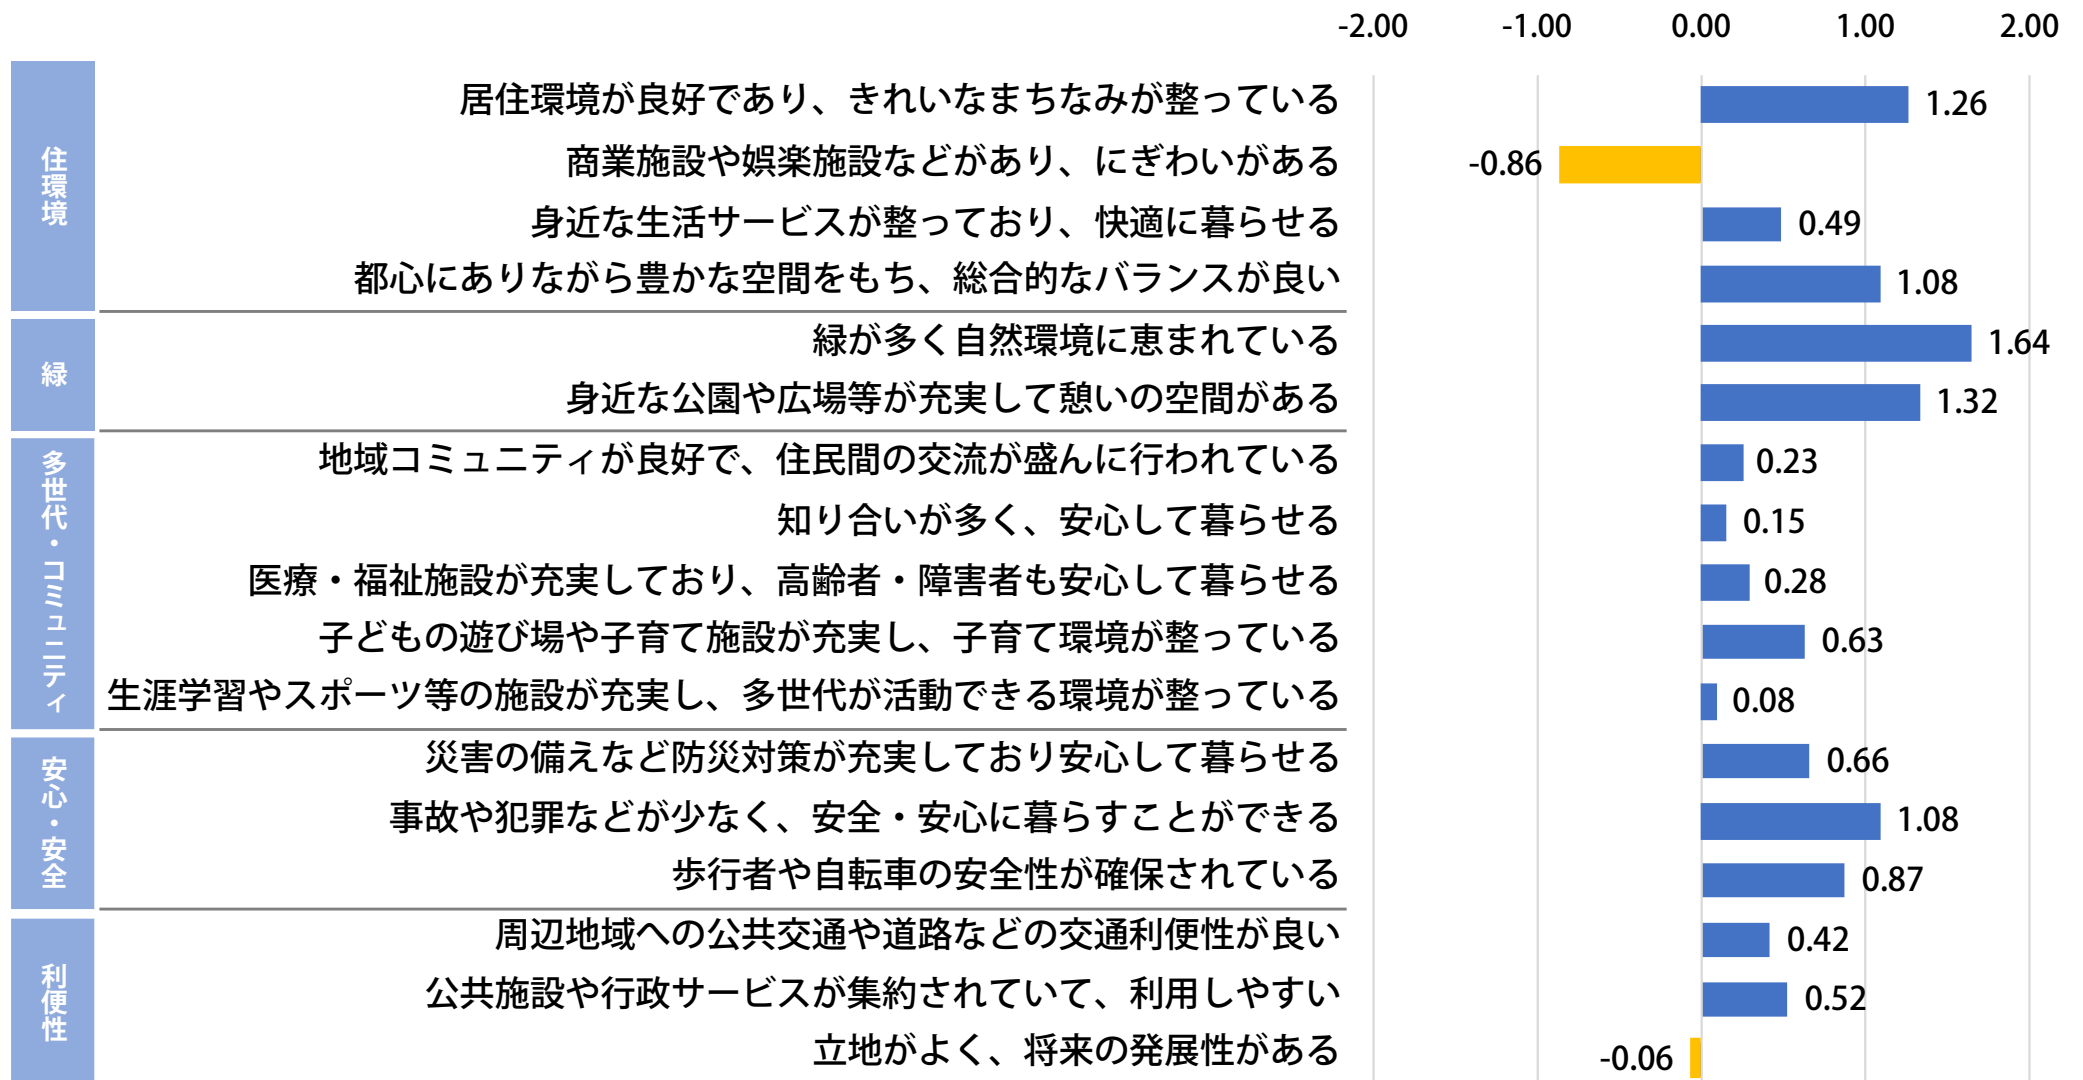 -2.00 -1.00 0.00 1.00 2.00
住環境
居住環境が良好であり、きれいなまちなみが整っている 1.26
商業施設や娯楽施設などがあり、にぎわいがある -0.86
身近な生活サービスが整っており、快適に暮らせる 0.49
都心にありながら豊かな空間をもち、総合的なバランスが良い 1.08
緑
緑が多く自然環境に恵まれている 1.64
身近な公園や広場等が充実して憩いの空間がある 1.32
多世代・コミュニティ
地域コミュニティが良好で、住民間の交流が盛んに行われている 0.23
知り合いが多く、安心して暮らせる 0.15
医療・福祉施設が充実しており、高齢者・障害者も安心して暮らせる 0.28
子どもの遊び場や子育て施設が充実し、子育て環境が整っている 0.63
生涯学習やスポーツ等の施設が充実し、多世代が活動できる環境が整っている 0.08
安心・安全
災害の備えなど防災対策が充実しており安心して暮らせる 0.66
事故や犯罪などが少なく、安全・安心に暮らすことができる 1.08
歩行者や自転車の安全性が確保されている 0.87
利便性
周辺地域への公共交通や道路などの交通利便性が良い 0.42
公共施設や行政サービスが集約されていて、利用しやすい 0.52
立地がよく、将来の発展性がある -0.06